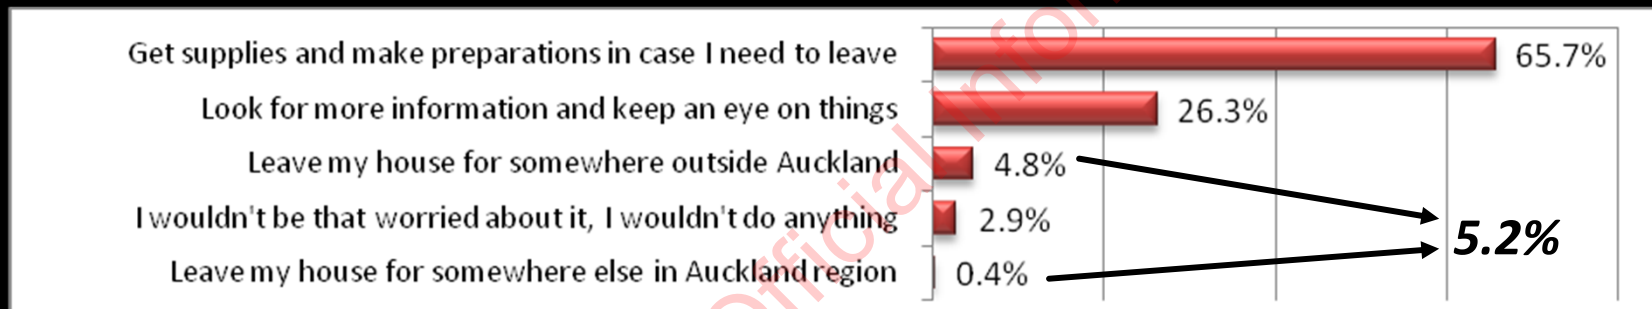 Get supplies and make preparations in case I need to leave 65.7%
Look for more information and keep an eye on things 26.3%
Leave my house for somewhere outside Auckland 4.8%
I wouldn't be that worried about it, I wouldn't do anything 2.9%
5.2%
Leave my house for somewhere else in Auckland region 0.4%
Official Infor